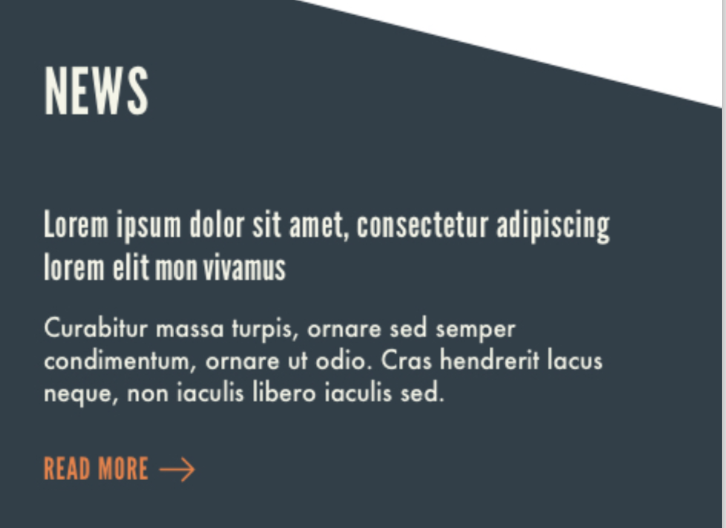 NEWS
Lorem ipsum dolor sit amet, consectetur adipiscing
lorem elit mon vivamus
Curabitur massa turpis, ornare sed semper
condimentum, ornare ut odio. Cras hendrerit lacus
neque, non iaculis libero iaculis sed.
READ MORE